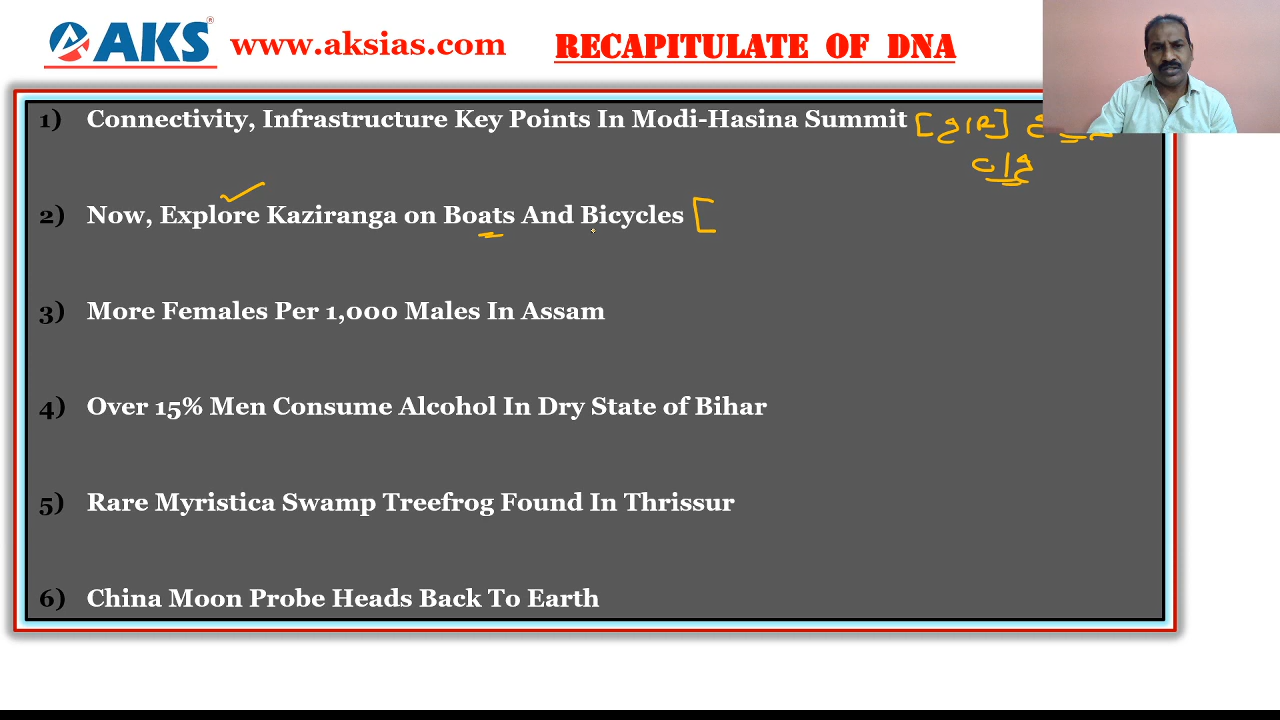 AKS®
www.aksias.com
RECAPITULATE OF DNA
1) Connectivity, Infrastructure Key Points In Modi-Hasina Summit
2) Now, Explore Kaziranga on Boats And Bicycles [
3) More Females Per 1,000 Males In Assam
4) Over 15% Men Consume Alcohol In Dry State of Bihar
5) Rare Myristica Swamp Treefrog Found In Thrissur
6) China Moon Probe Heads Back To Earth